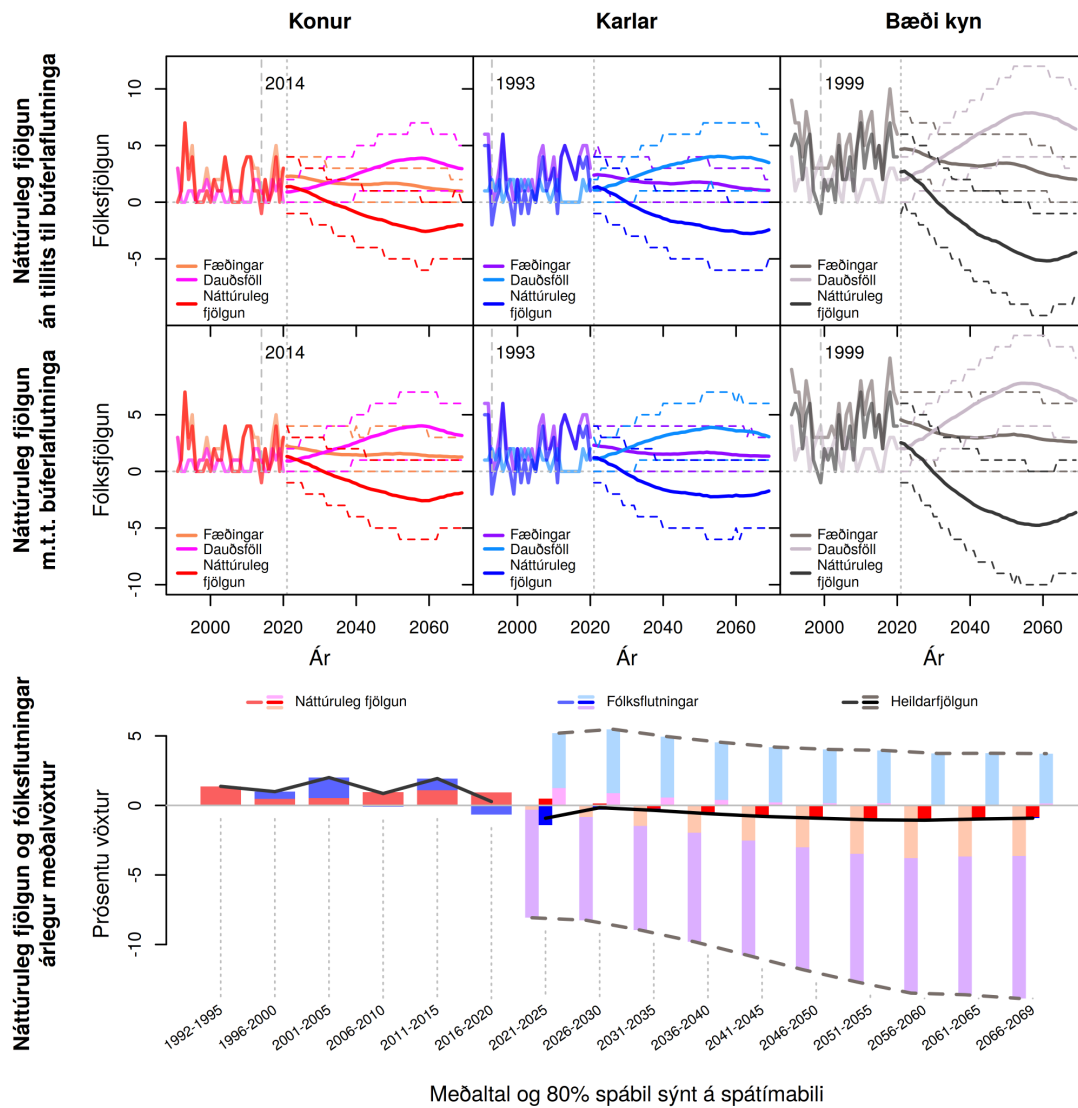 Konur
Karlar
Bæði kyn
Náttúruleg fjölgun
án tillits til búferlaflutninga
Fólksfjölgun
10
5
0
-5
2014
Fæðingar
Dauðsföll
Náttúruleg
fjölgun
1993
Fæðingar
Dauðsföll
Náttúruleg
fjölgun
1999
Fæðingar
Dauðsföll
Náttúruleg
fjölgun
Náttúruleg fjölgun
m.t.t. búferlaflutninga
Fólksfjölgun
5
0
-5
-10
2014
Fæðingar
Dauðsföll
Náttúruleg
fjölgun
1993
Fæðingar
Dauðsföll
Náttúruleg
fjölgun
1999
Fæðingar
Dauðsföll
Náttúruleg
fjölgun
2000 2020 2040 2060
2000 2020 2040 2060
2000 2020 2040 2060
Ár
Ár
Ár
Náttúruleg fjölgun og fólksflutningar
árlegur meðalvöxtur
Prósentu vöxtur
Náttúruleg fjölgun
Fólksflutningar
Heildarfjölgun
5
0
-5
-10
1992-1995
1996-2000
2001-2005
2006-2010
2011-2015
2016-2020
2021-2025
2026-2030
2031-2035
2036-2040
2041-2045
2046-2050
2051-2055
2056-2060
2061-2065
2066-2069
Meðaltal og 80% spábil sýnt á spátímabili